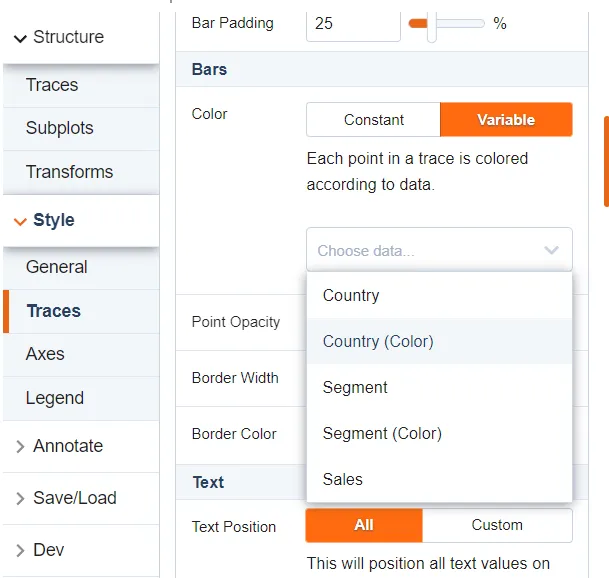 Structure
Traces
Subplots
Transforms
Style
General
Traces
Axes
Legend
Annotate
Save/Load
Dev
Bar Padding
25
%
Bars
Color
Constant
Variable
Each point in a trace is colored
according to data.
Choose data...
Country
Country (Color)
Segment
Segment (Color)
Sales
Point Opacity
Border Width
Border Color
Text
Text Position
All
Custom
This will position all text values on